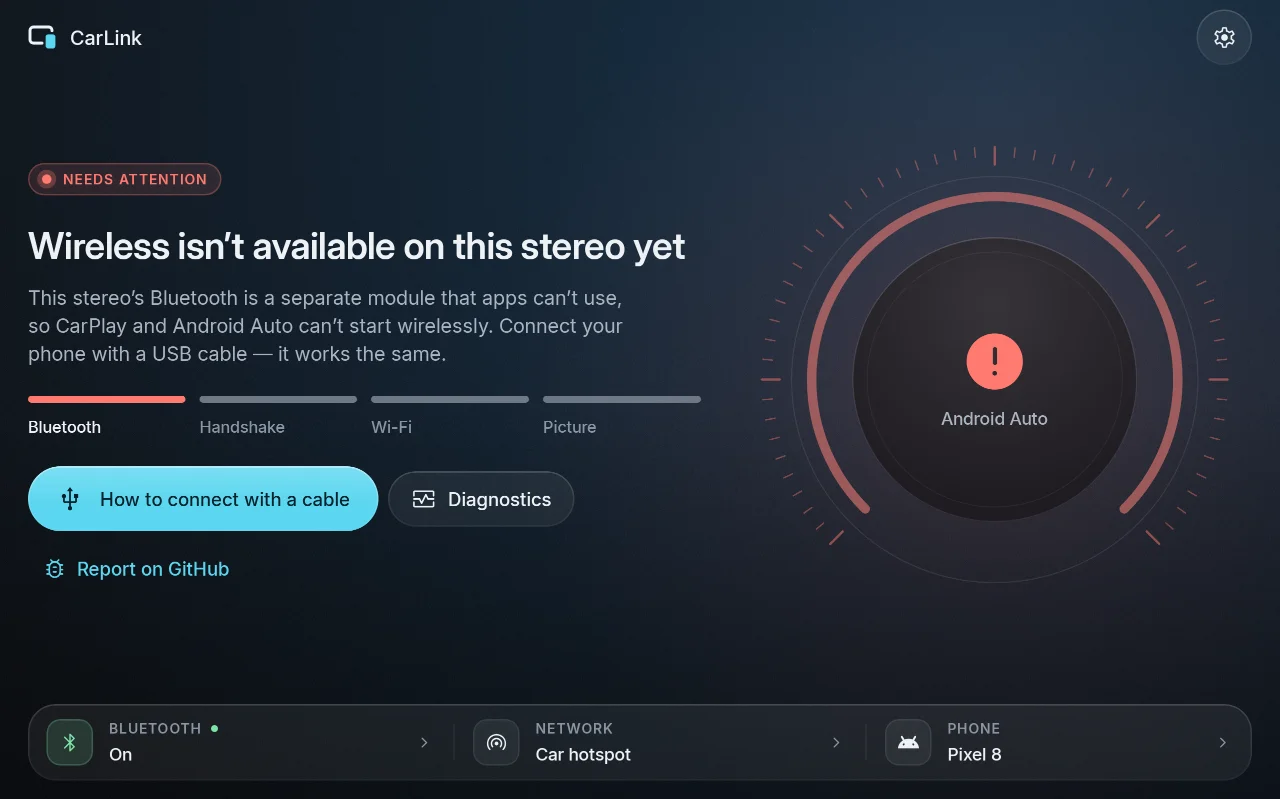 CarLink
NEEDS ATTENTION
Wireless isn’t available on this stereo yet
This stereo’s Bluetooth is a separate module that apps can’t use,
so CarPlay and Android Auto can’t start wirelessly. Connect your
phone with a USB cable — it works the same.
Bluetooth
Handshake
Wi-Fi
Picture
How to connect with a cable
Diagnostics
Report on GitHub
Android Auto
BLUETOOTH
On
NETWORK
Car hotspot
PHONE
Pixel 8